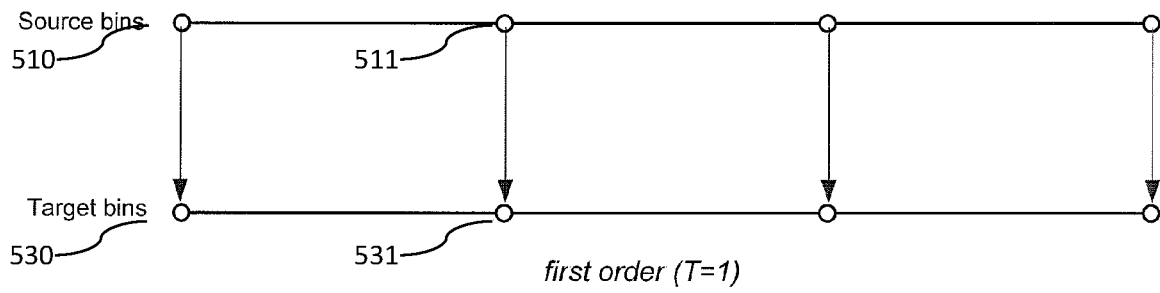 Source bins
510
511
Target bins
530
531
first order (T=1)